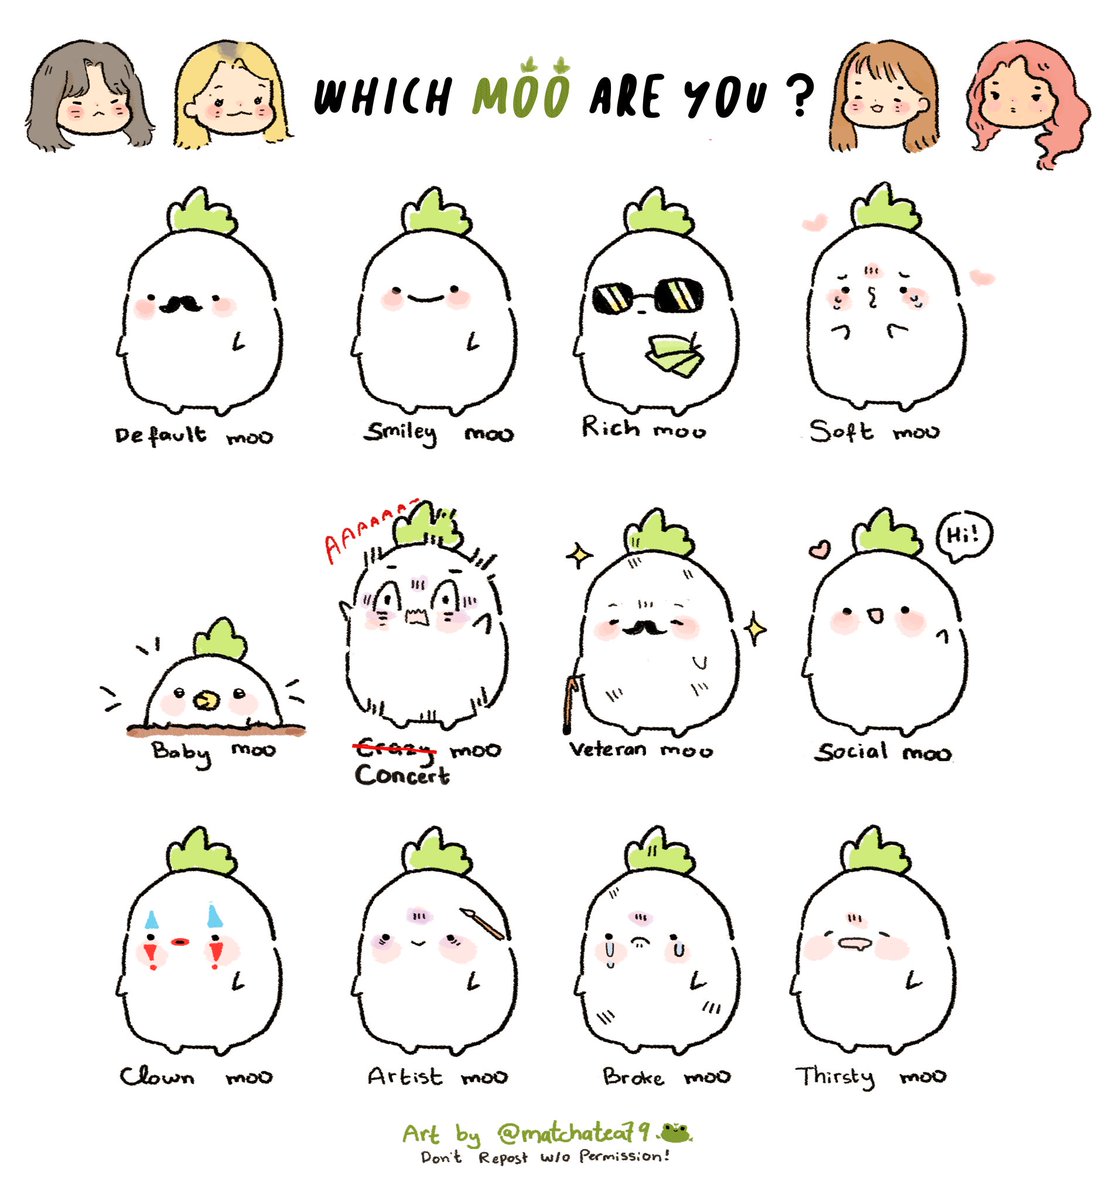 WHICH MOO ARE YOU ?
Default moo
Smiley moo
Rich moo
Soft moo
AAAAAAA~
Hi!
Baby moo
Crazy moo
Concert
Veteran moo
Social moo
Clown moo
Artist moo
Broke moo
Thirsty moo
Art by @matchatea79
Don't Repost w/o Permission!